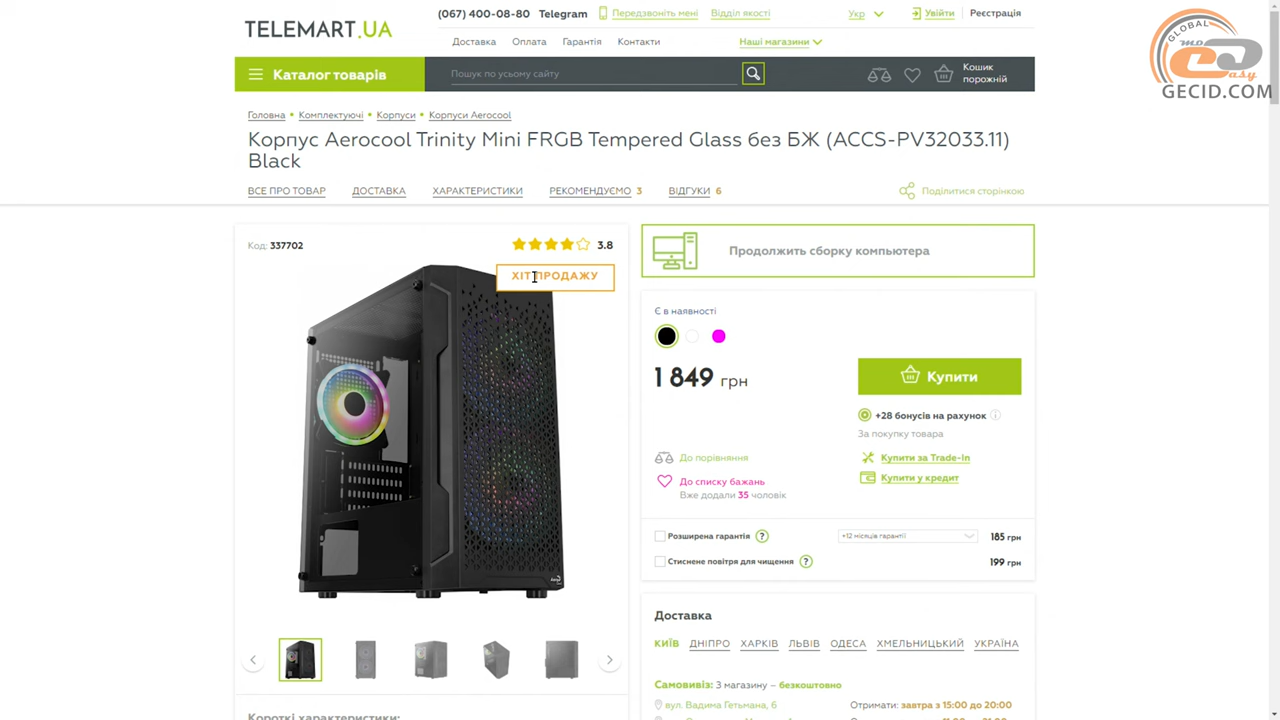 TELEMART.UA
(067) 400-08-80 Telegram Передзвоніть мені Відділ якості Укр Увійти Реєстрація
Доставка Оплата Гарантія Контакти Наші магазини
Каталог товарів Пошук по усьому сайту Кошик
порожній
GLOBAL
easy
GECID.COM
Головна • Комплектуючі • Корпуси • Корпуси Aerocool
Корпус Aerocool Trinity Mini FRGB Tempered Glass без БЖ (ACCS-PV32033.11)
Black
ВСЕ ПРО ТОВАР ДОСТАВКА ХАРАКТЕРИСТИКИ РЕКОМЕНДУЄМО 3 ВІДГУКИ 6 Поділитися сторінкою
Код: 337702 3.8
ХІТ ПРОДАЖУ
Продолжить сборку компьютера
Є в наявності
1 849 грн
Купити
+28 бонусів на рахунок
За покупку товара
До порівняння
Купити за Trade-In
До списку бажань
Купити у кредит
Вже додали 35 чоловік
Розширена гарантія ? +12 місяців гарантії 185 грн
Стиснене повітря для чищення ? 199 грн
Доставка
КИЇВ ДНІПРО ХАРКІВ ЛЬВІВ ОДЕСА ХМЕЛЬНИЦЬКИЙ УКРАЇНА
Самовивіз: 3 магазину – безкоштовно
вул. Вадима Гетьмана, 6 Отримати: завтра з 15:00 до 20:00
Короткі характеристики: